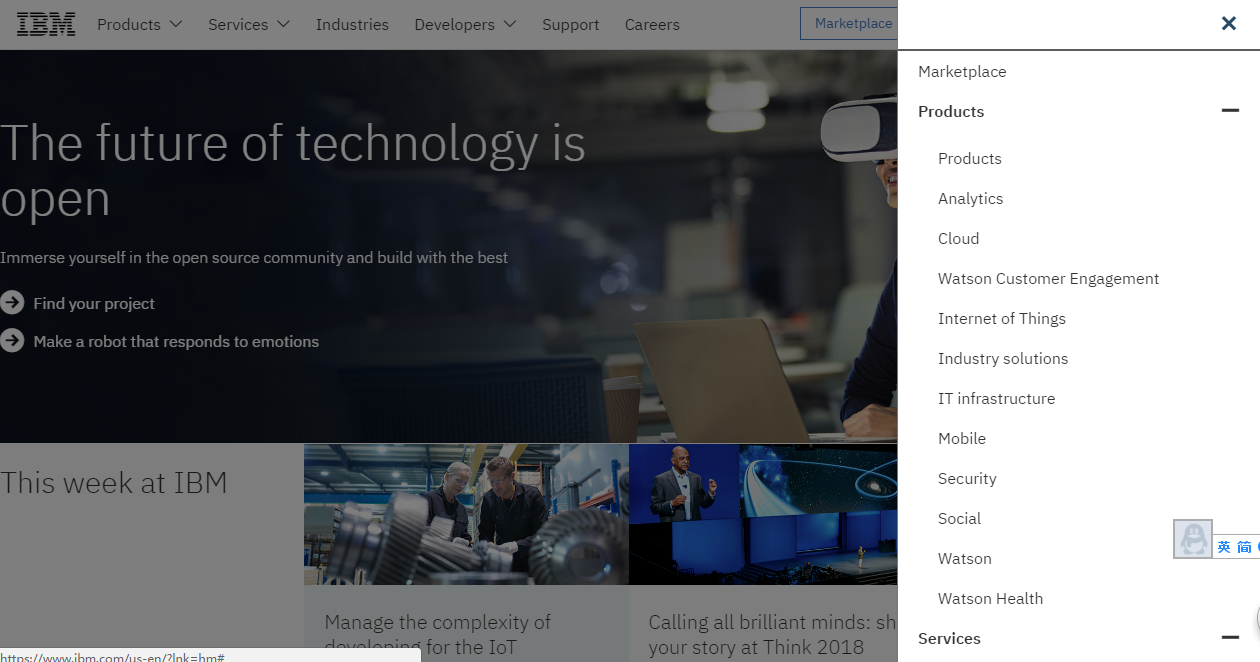 IBM
Products
Services
Industries
Developers
Support
Careers
Marketplace
The future of technology is
open
Immerse yourself in the open source community and build with the best
Find your project
Make a robot that responds to emotions
This week at IBM
Manage the complexity of
developing for the IoT
Calling all brilliant minds: sh
your story at Think 2018
https://www.ibm.com/us-en/?lnk=hm#
Marketplace
Products
Products
Analytics
Cloud
Watson Customer Engagement
Internet of Things
Industry solutions
IT infrastructure
Mobile
Security
Social
Watson
Watson Health
Services
英 简